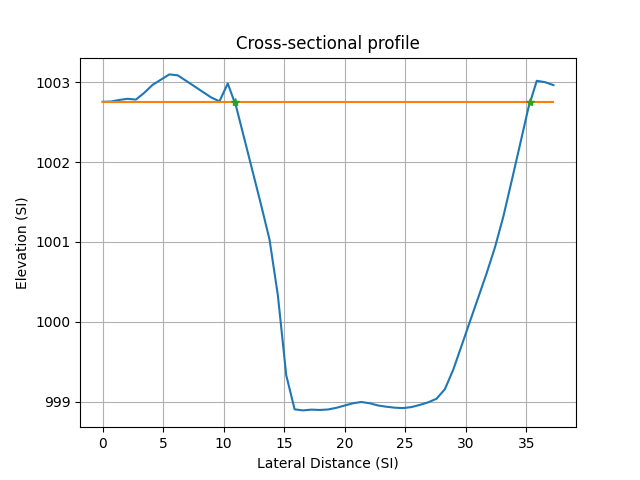 Cross-sectional profile
Elevation (SI)
1003
1002
1001
1000
999
0 5 10 15 20 25 30 35
Lateral Distance (SI)